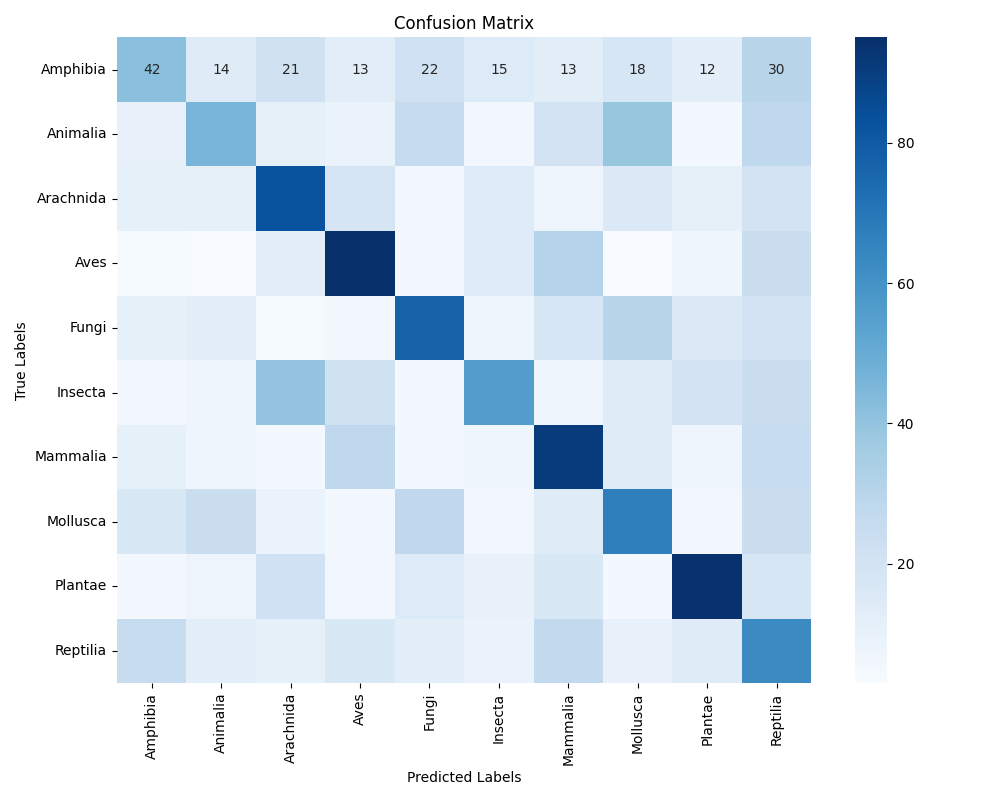 Confusion Matrix
True Labels
Amphibia 42 14 21 13 22 15 13 18 12 30
Animalia
Arachnida
Aves
Fungi
Insecta
Mammalia
Mollusca
Plantae
Reptilia
Amphibia Animalia Arachnida Aves Fungi Insecta Mammalia Mollusca Plantae Reptilia
Predicted Labels
80
60
40
20